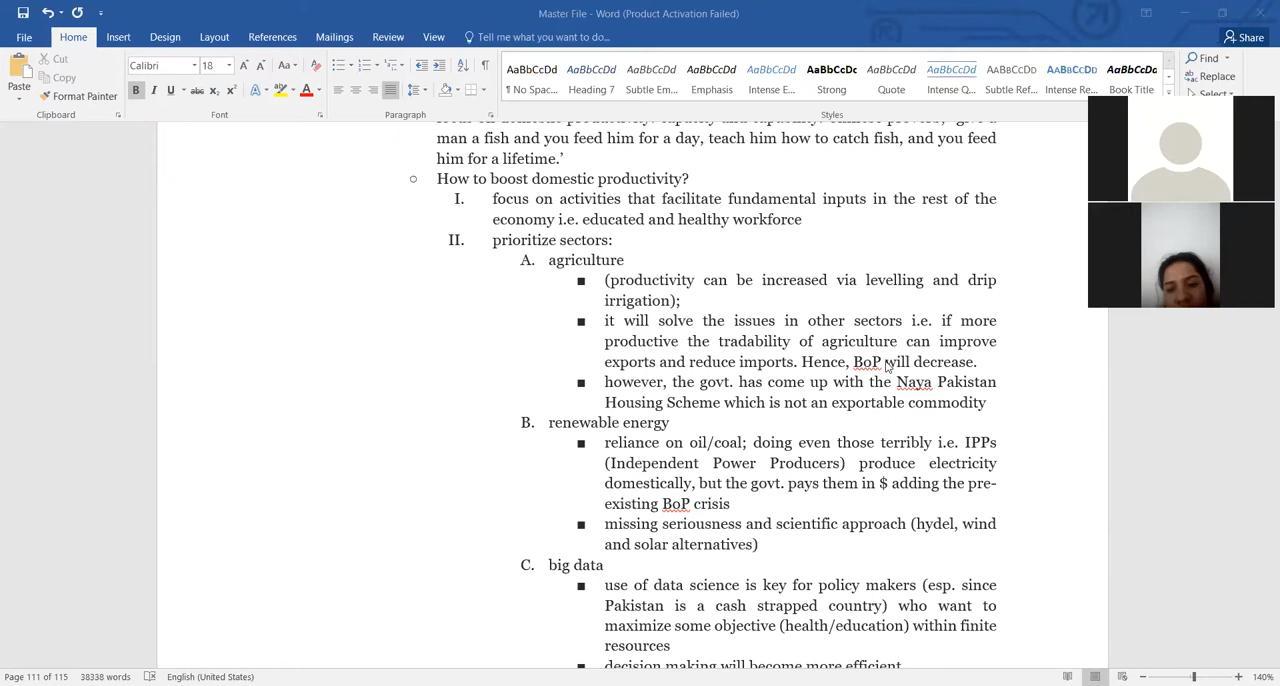 Master File - Word (Product Activation Failed)
File Home Insert Design Layout References Mailings Review View Tell me what you want to do... Share
Paste Cut Copy Format Painter
Calibri 18
AaBbCcDd AaBbCcDd AaBbCcDd AaBbCcDd AaBbCcDd AaBbCcDc AaBbCcDd AaBbCcDd AaBbCcDd AaBbCcDd AaBbCcDd
¶ No Spac... Heading 7 Subtle Em... Emphasis Intense E... Strong Quote Intense Q... Subtle Ref... Intense Re... Book Title
Find Replace Select
Clipboard Font Paragraph Styles
man a fish and you feed him for a day, teach him how to catch fish, and you feed
him for a lifetime.’
How to boost domestic productivity?
I. focus on activities that facilitate fundamental inputs in the rest of the
economy i.e. educated and healthy workforce
II. prioritize sectors:
A. agriculture
(productivity can be increased via levelling and drip
irrigation);
it will solve the issues in other sectors i.e. if more
productive the tradability of agriculture can improve
exports and reduce imports. Hence, BoP will decrease.
however, the govt. has come up with the Naya Pakistan
Housing Scheme which is not an exportable commodity
B. renewable energy
reliance on oil/coal; doing even those terribly i.e. IPPs
(Independent Power Producers) produce electricity
domestically, but the govt. pays them in $ adding the pre-
existing BoP crisis
missing seriousness and scientific approach (hydel, wind
and solar alternatives)
C. big data
use of data science is key for policy makers (esp. since
Pakistan is a cash strapped country) who want to
maximize some objective (health/education) within finite
resources
decision making will become more efficient
Page 111 of 115 38338 words English (United States) 140%